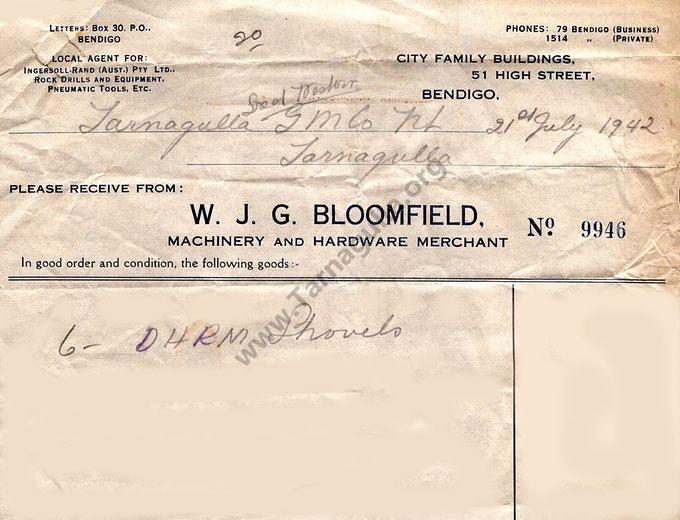 LETTERS: BOX 30. P.O.,
BENDIGO
20
PHONES: 79 BENDIGO (BUSINESS)
1514 „ (PRIVATE)
LOCAL AGENT FOR:
INGERSOLL-RAND (AUST.) PTY LTD.,
ROCK DRILLS AND EQUIPMENT,
PNEUMATIC TOOLS, ETC.
CITY FAMILY BUILDINGS,
51 HIGH STREET,
BENDIGO,
Tarnagulla G M Co NL 21st July 1942
Tarnagulla
PLEASE RECEIVE FROM:
W. J. G. BLOOMFIELD,
MACHINERY AND HARDWARE MERCHANT
No. 9946
In good order and condition, the following goods:-
6- DHRM Shovels
www.Tarnagulla.org